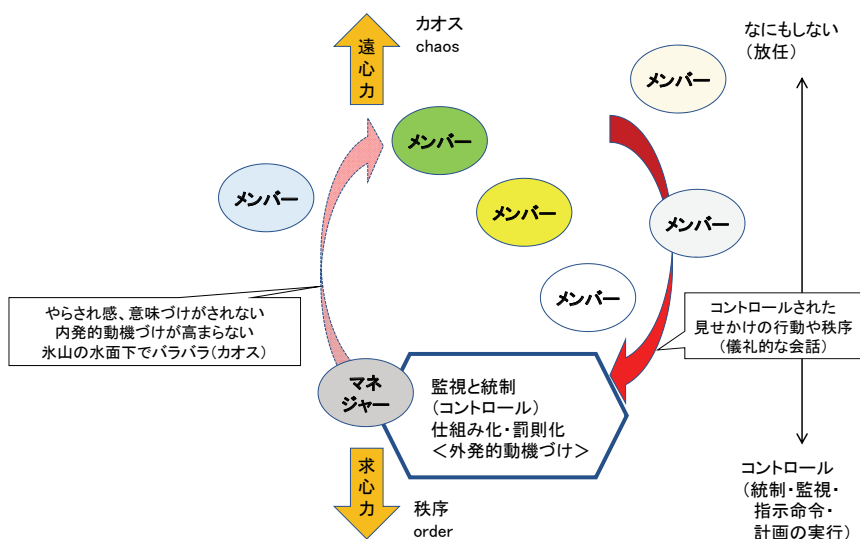 カオス
chaos
遠心力
なにもしない
(放任)
メンバー
メンバー
メンバー
メンバー
メンバー
メンバー
やらされ感、意味づけがされない
内発的動機づけが高まらない
氷山の水面下でバラバラ(カオス)
コントロールされた
見せかけの行動や秩序
(儀礼的な会話)
マネ
ジャー
監視と統制
(コントロール)
仕組み化・罰則化
<外発的動機づけ>
求心力
秩序
order
コントロール
(統制・監視・
指示命令・
計画の実行)